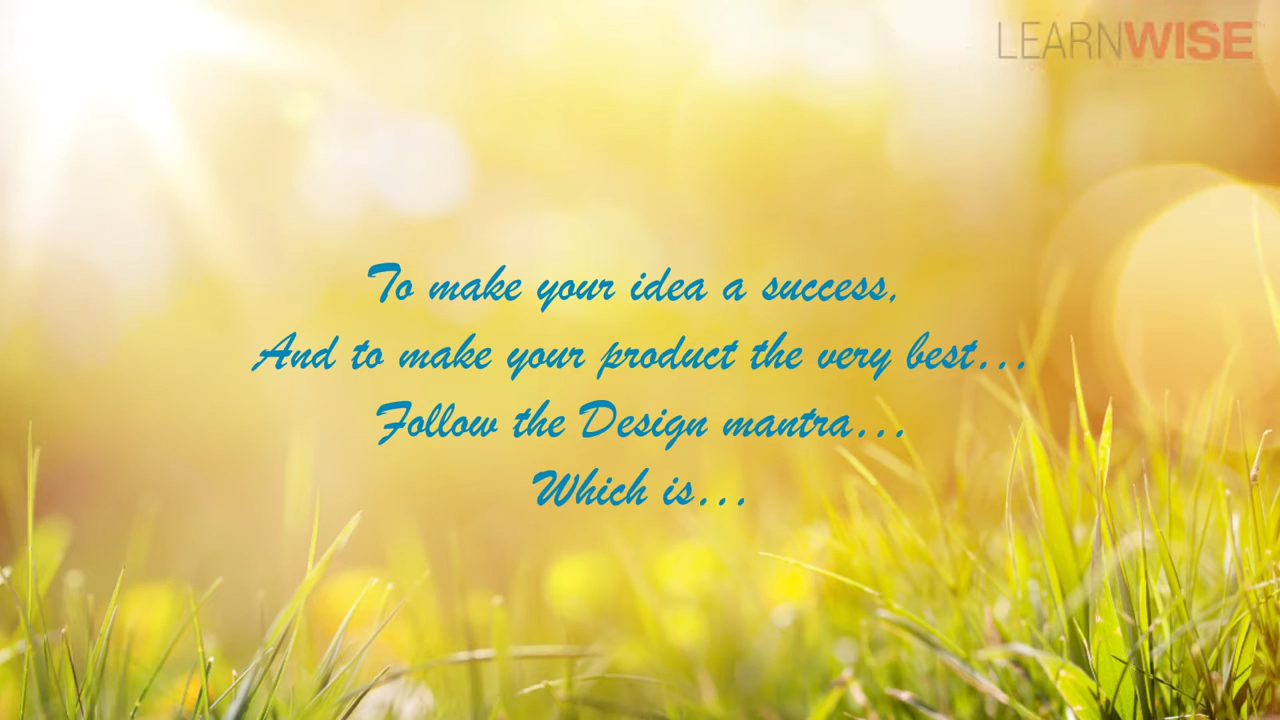 LEARNWISE
To make your idea a success,
And to make your product the very best...
Follow the Design mantra...
Which is...